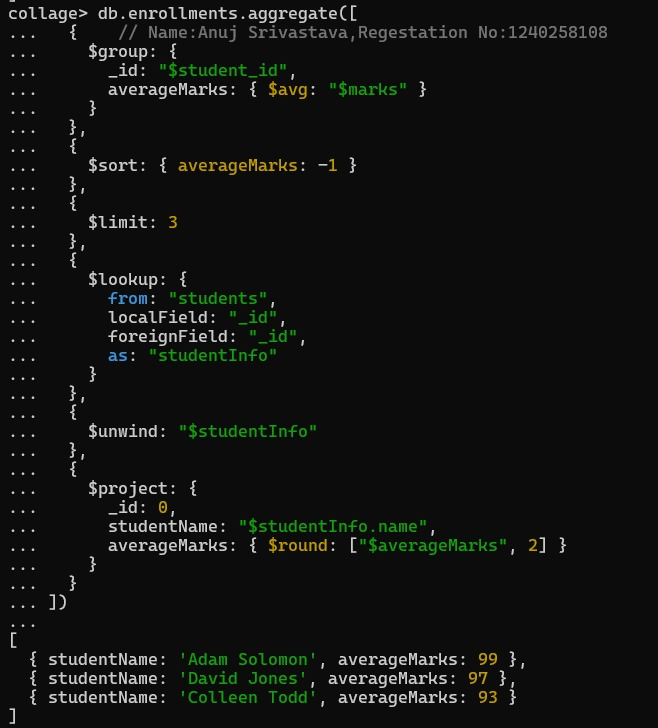 collage> db.enrollments.aggregate([
...   {    // Name:Anuj Srivastava,Regestation No:1240258108
...     $group: {
...       _id: "$student_id",
...       averageMarks: { $avg: "$marks" }
...     }
...   },
...   {
...     $sort: { averageMarks: -1 }
...   },
...   {
...     $limit: 3
...   },
...   {
...     $lookup: {
...       from: "students",
...       localField: "_id",
...       foreignField: "_id",
...       as: "studentInfo"
...     }
...   },
...   {
...     $unwind: "$studentInfo"
...   },
...   {
...     $project: {
...       _id: 0,
...       studentName: "$studentInfo.name",
...       averageMarks: { $round: ["$averageMarks", 2] }
...     }
...   }
... ])
...
[
  { studentName: 'Adam Solomon', averageMarks: 99 },
  { studentName: 'David Jones', averageMarks: 97 },
  { studentName: 'Colleen Todd', averageMarks: 93 }
]